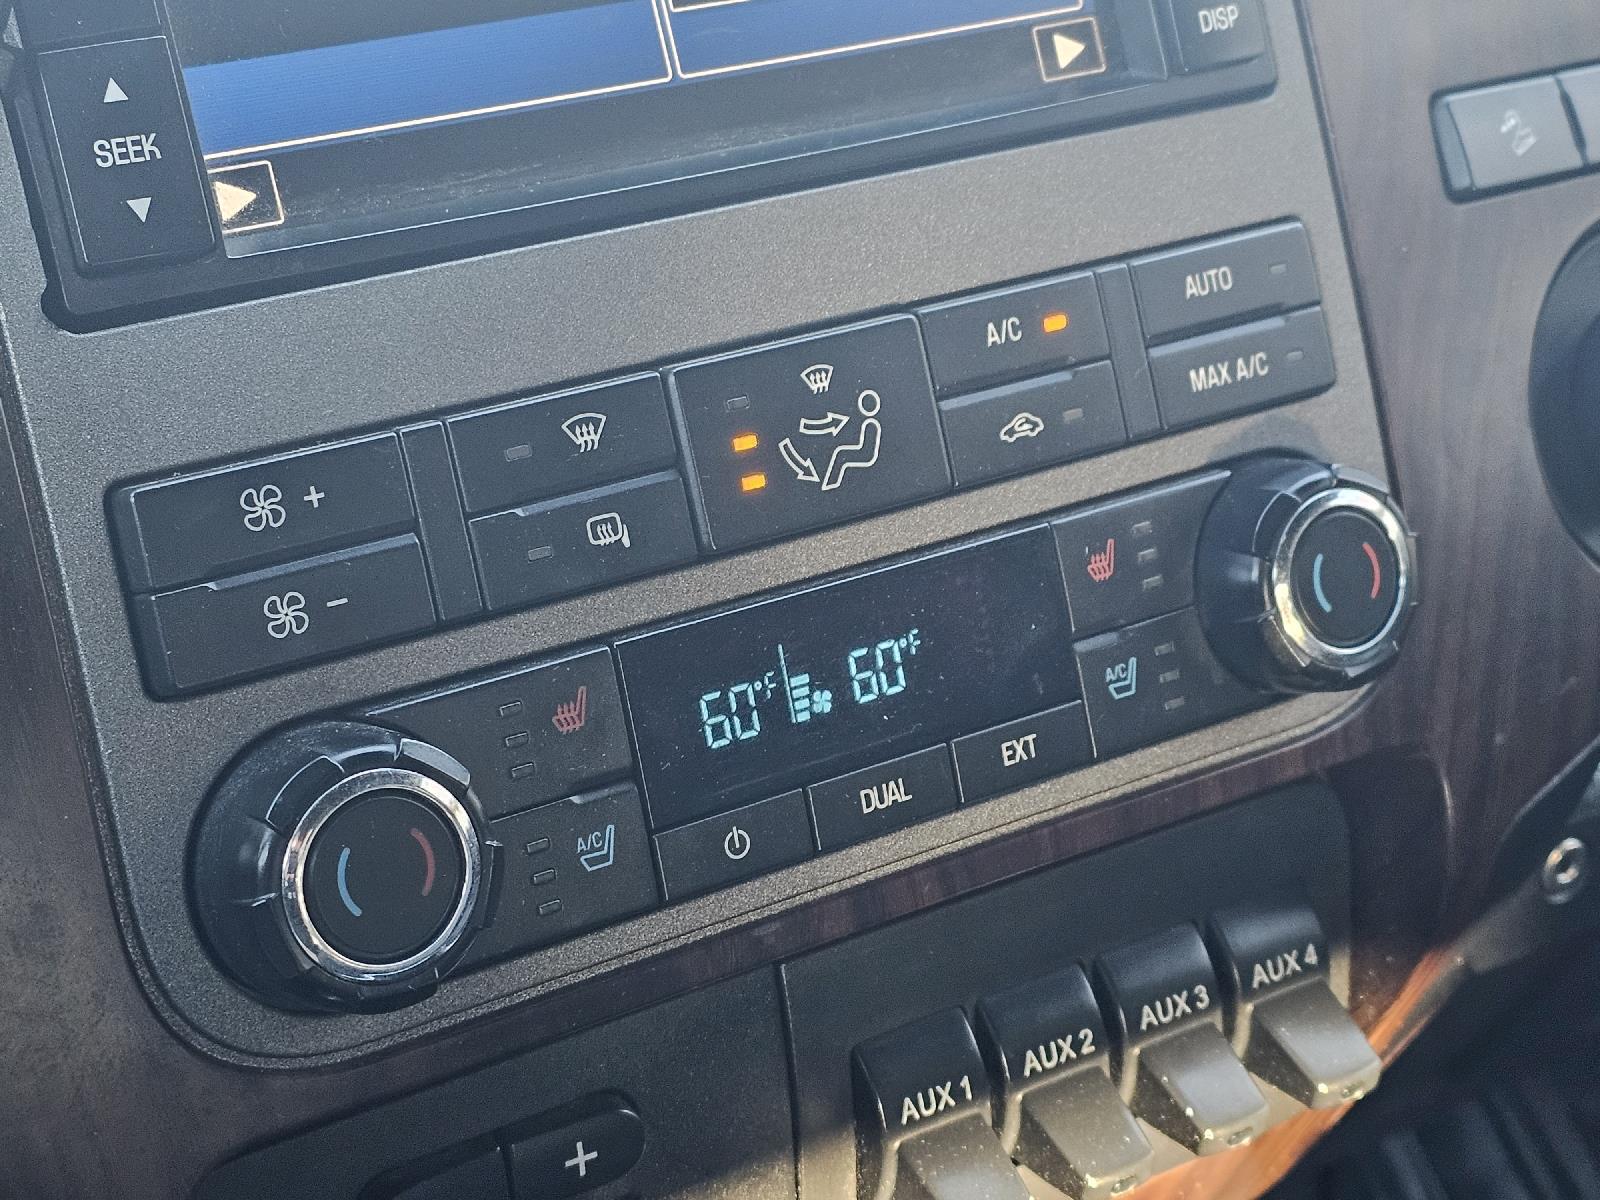 DISP
SEEK
AUTO
A/C
MAX A/C
+
-
60°F 60°F
A/C
EXT
DUAL
A/C
AUX 4
AUX 3
AUX 2
AUX 1
+